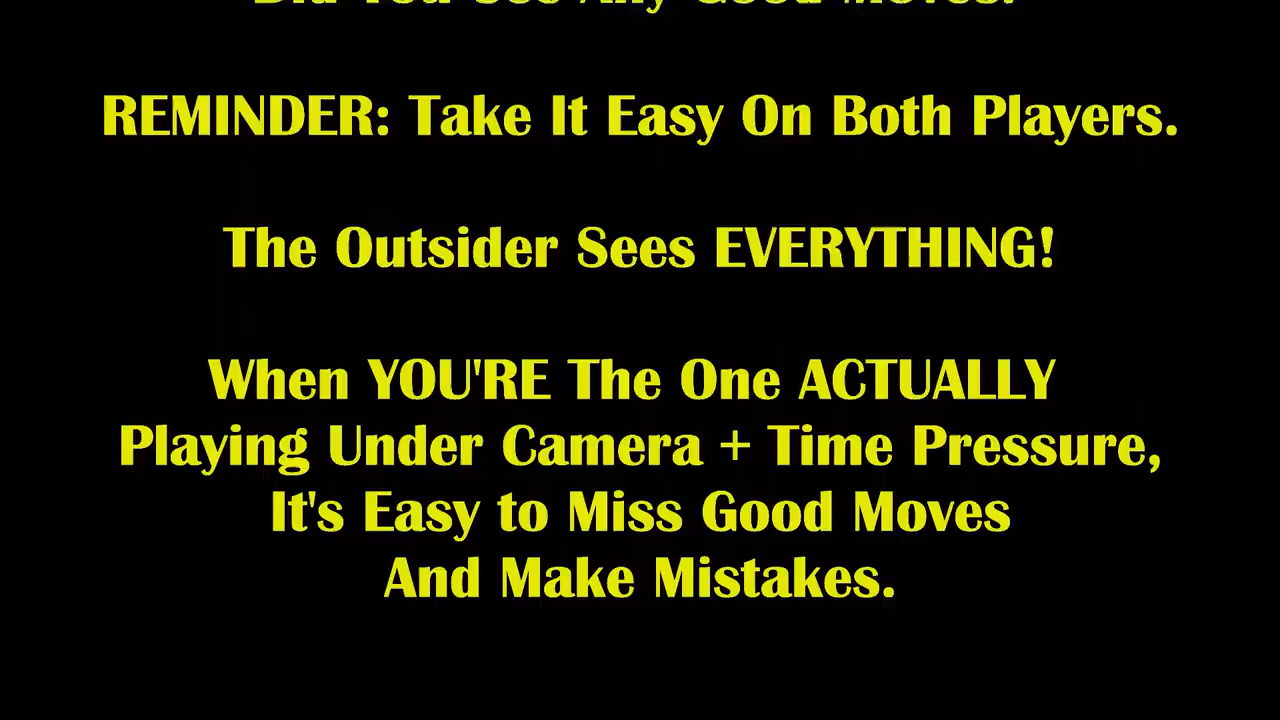 Did You See Any Good Moves?
REMINDER: Take It Easy On Both Players.
The Outsider Sees EVERYTHING!
When YOU'RE The One ACTUALLY
Playing Under Camera + Time Pressure,
It's Easy to Miss Good Moves
And Make Mistakes.